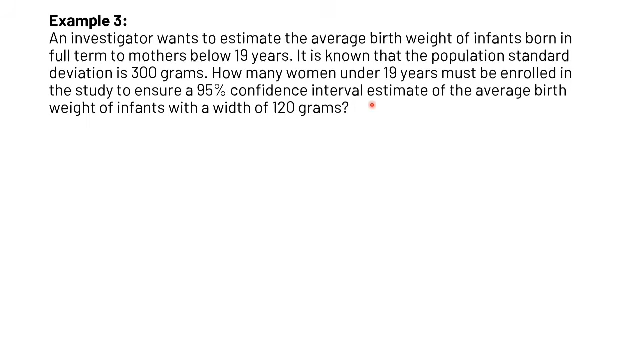 Example 3:
An investigator wants to estimate the average birth weight of infants born in
full term to mothers below 19 years. It is known that the population standard
deviation is 300 grams. How many women under 19 years must be enrolled in
the study to ensure a 95% confidence interval estimate of the average birth
weight of infants with a width of 120 grams?